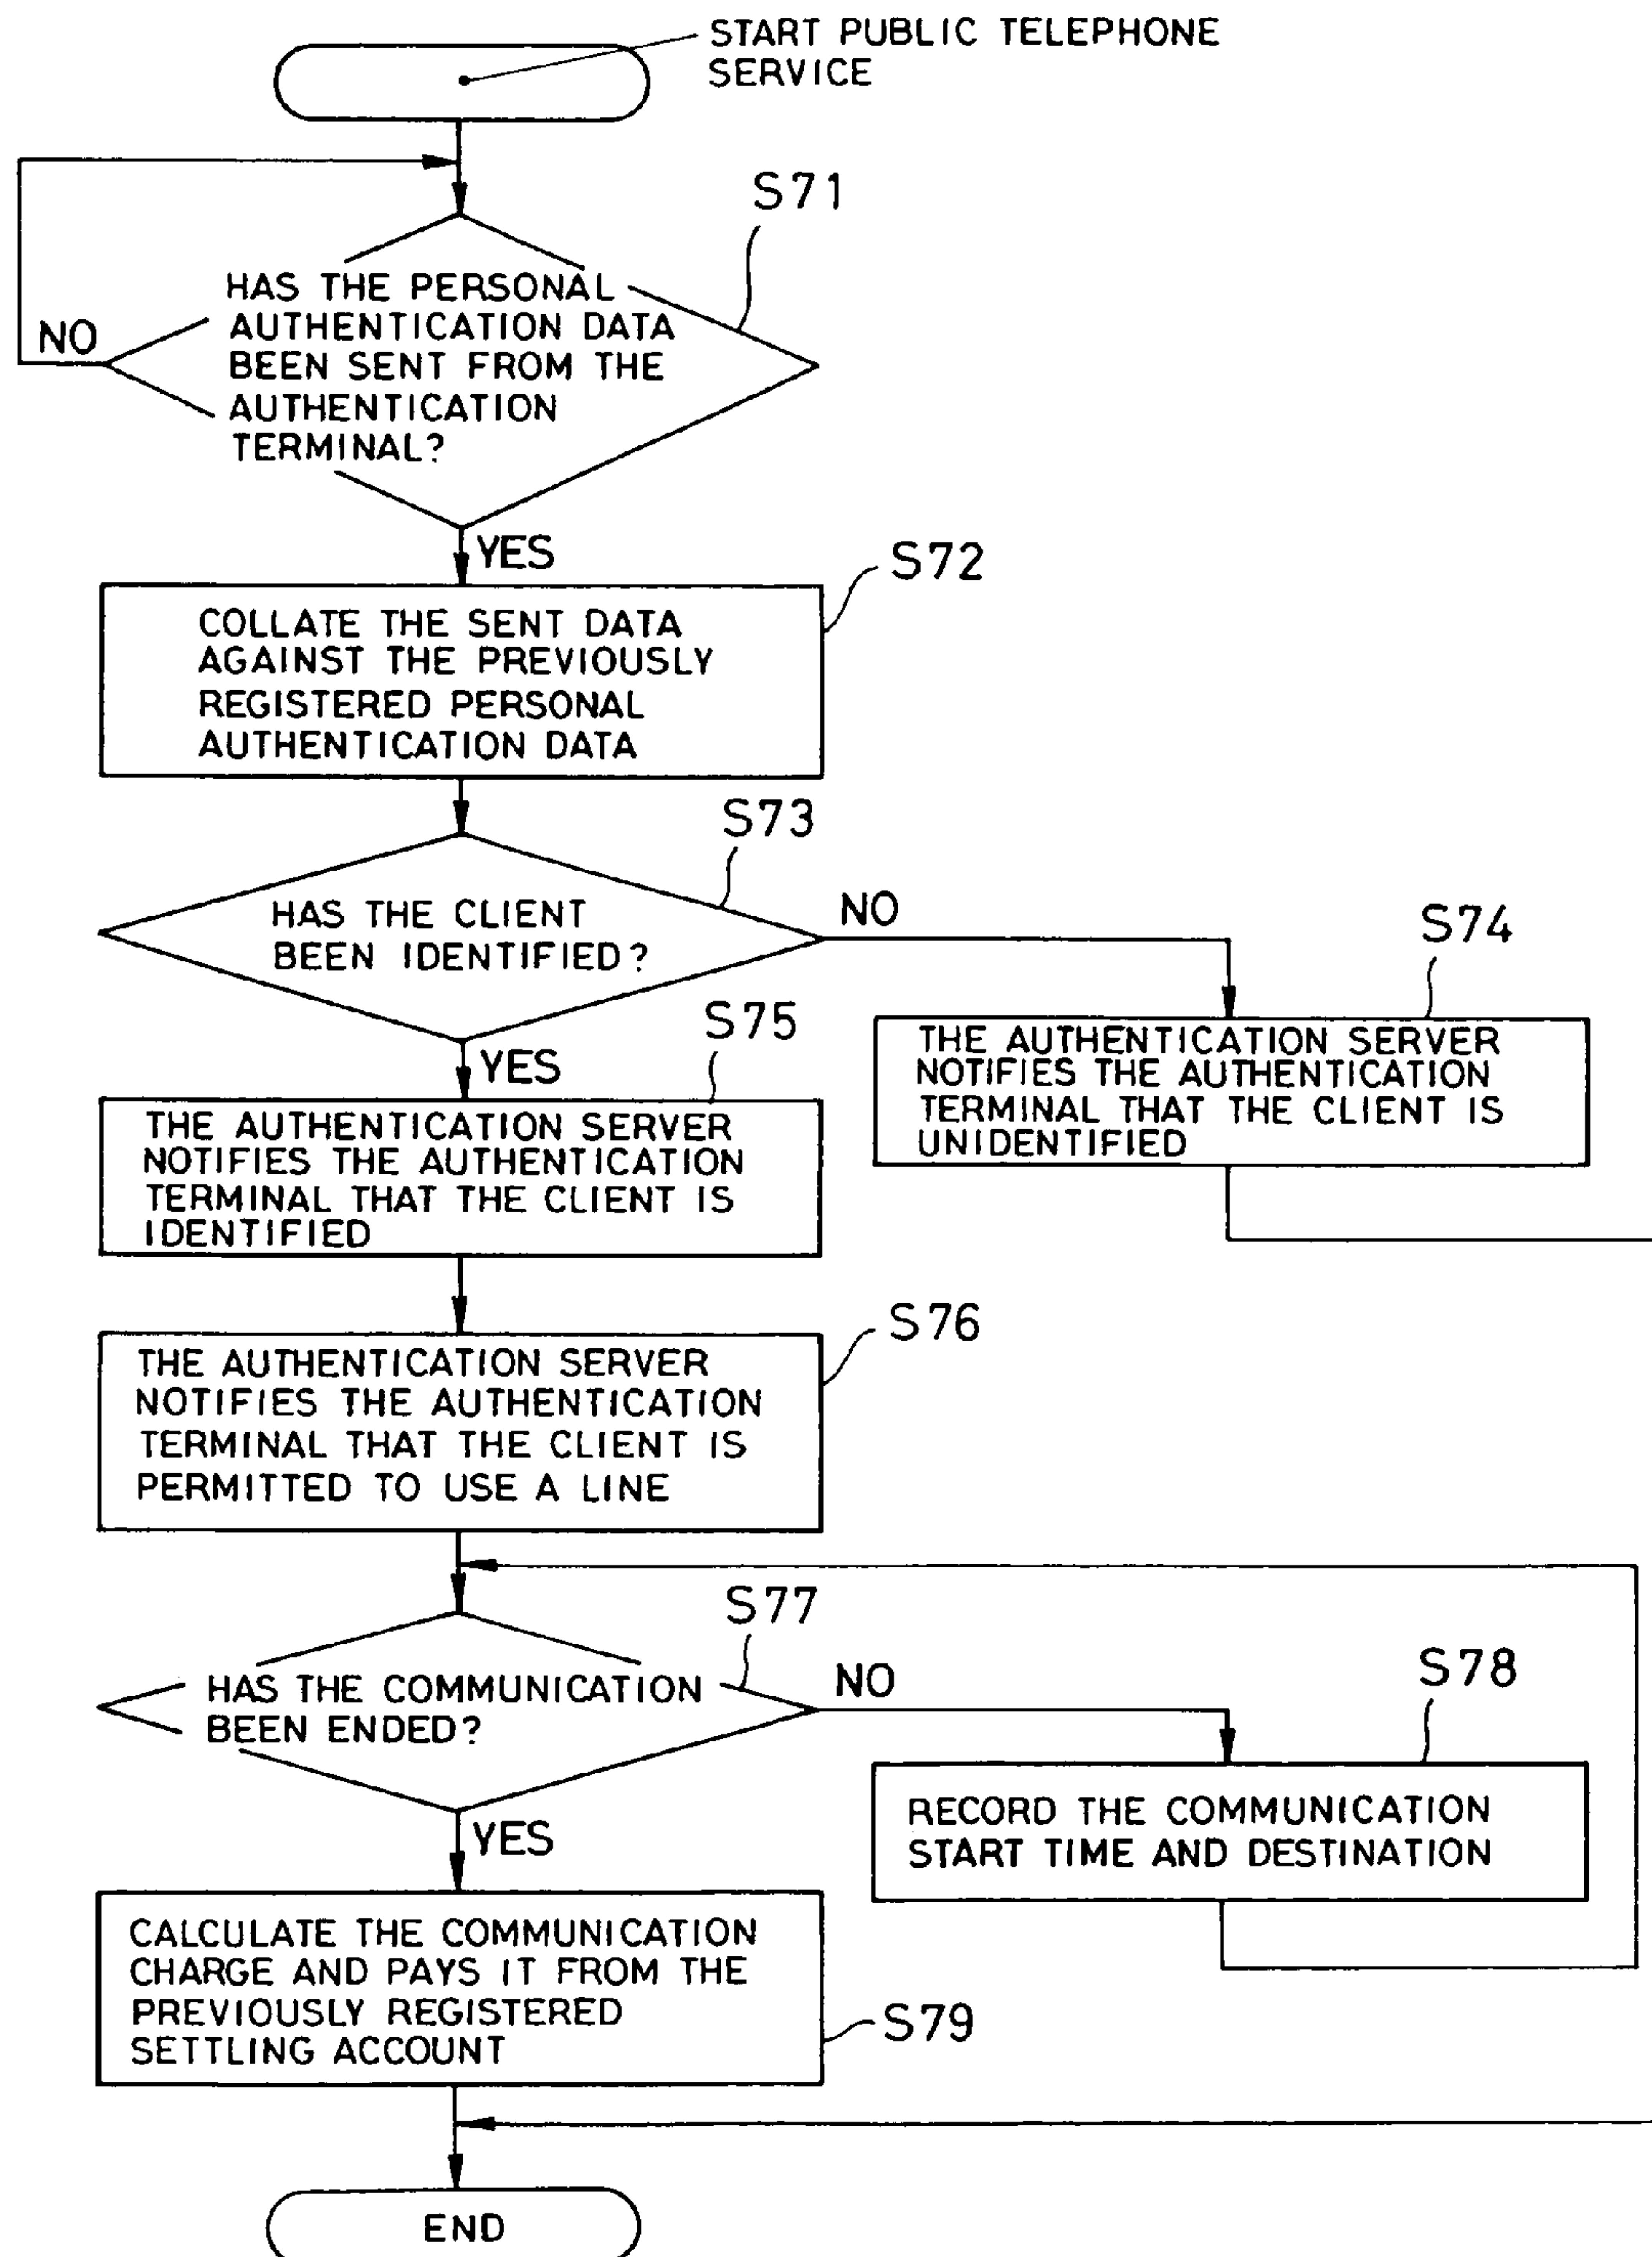 START PUBLIC TELEPHONE
SERVICE
S71
HAS THE PERSONAL
AUTHENTICATION DATA
BEEN SENT FROM THE
AUTHENTICATION
TERMINAL?
NO
YES
S72
COLLATE THE SENT DATA
AGAINST THE PREVIOUSLY
REGISTERED PERSONAL
AUTHENTICATION DATA
S73
HAS THE CLIENT
BEEN IDENTIFIED?
NO
S74
THE AUTHENTICATION SERVER
NOTIFIES THE AUTHENTICATION
TERMINAL THAT THE CLIENT IS
UNIDENTIFIED
YES
S75
THE AUTHENTICATION SERVER
NOTIFIES THE AUTHENTICATION
TERMINAL THAT THE CLIENT IS
IDENTIFIED
S76
THE AUTHENTICATION SERVER
NOTIFIES THE AUTHENTICATION
TERMINAL THAT THE CLIENT IS
PERMITTED TO USE A LINE
S77
HAS THE COMMUNICATION
BEEN ENDED?
NO
S78
RECORD THE COMMUNICATION
START TIME AND DESTINATION
YES
CALCULATE THE COMMUNICATION
CHARGE AND PAYS IT FROM THE
PREVIOUSLY REGISTERED
SETTLING ACCOUNT
S79
END